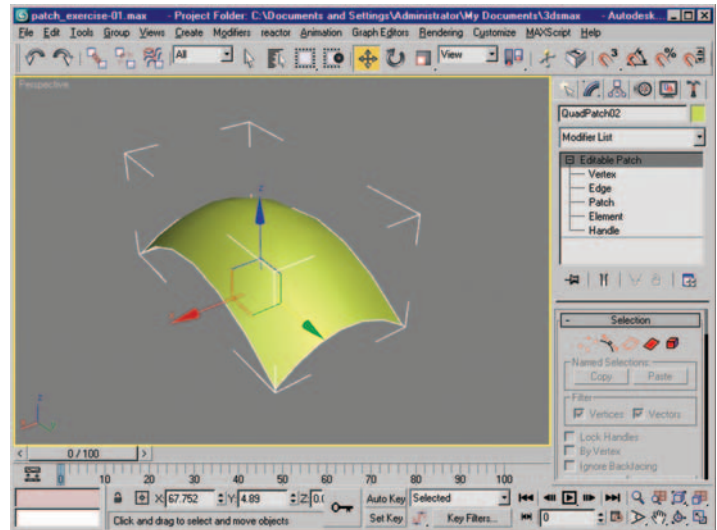 patch_exercise-01.max - Project Folder: C:\Documents and Settings\Administrator\My Documents\3dsmax - Autodesk...
File Edit Tools Group Views Create Modifiers reactor Animation Graph Editors Rendering Customize MAXScript Help
All View
Perspective
QuadPatch02
Modifier List
Editable Patch
Vertex
Edge
Patch
Element
Handle
Selection
Named Selections:
Copy Paste
Filter
Vertices Vectors
Lock Handles
By Vertex
Ignore Backfacing
z
z
0 / 100
0 10 20 30 40 50 60 70 80 90 100
X: 67.752 Y: 4.89 Z: 0.0
Auto Key Selected
Click and drag to select and move objects
Set Key Key Filters... 0